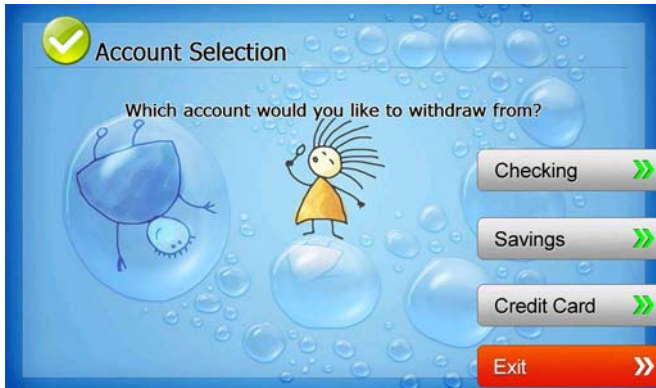 Account Selection
Which account would you like to withdraw from?
Checking
Savings
Credit Card
Exit